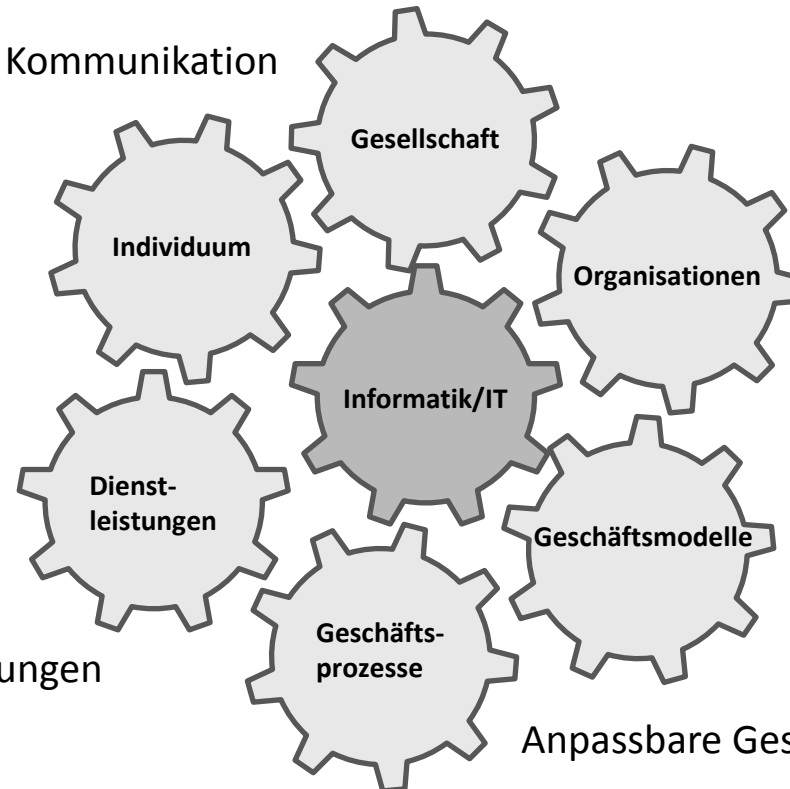 Kommunikation
Gesellschaft
Individuum
Organisationen
Informatik/IT
Dienst-
leistungen
Geschäftsmodelle
Geschäfts-
prozesse
ungen
Anpassbare Ges